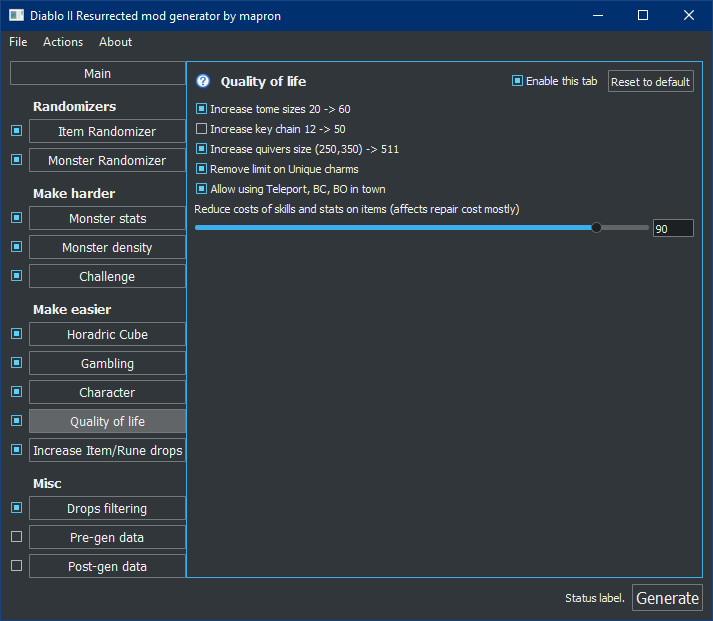 Diablo II Resurrected mod generator by mapron
File Actions About
Main
Randomizers
Item Randomizer
Monster Randomizer
Make harder
Monster stats
Monster density
Challenge
Make easier
Horadric Cube
Gambling
Character
Quality of life
Increase Item/Rune drops
Misc
Drops filtering
Pre-gen data
Post-gen data
? Quality of life
Enable this tab
Reset to default
Increase tome sizes 20 -> 60
Increase key chain 12 -> 50
Increase quivers size (250,350) -> 511
Remove limit on Unique charms
Allow using Teleport, BC, BO in town
Reduce costs of skills and stats on items (affects repair cost mostly)
90
Status label.
Generate